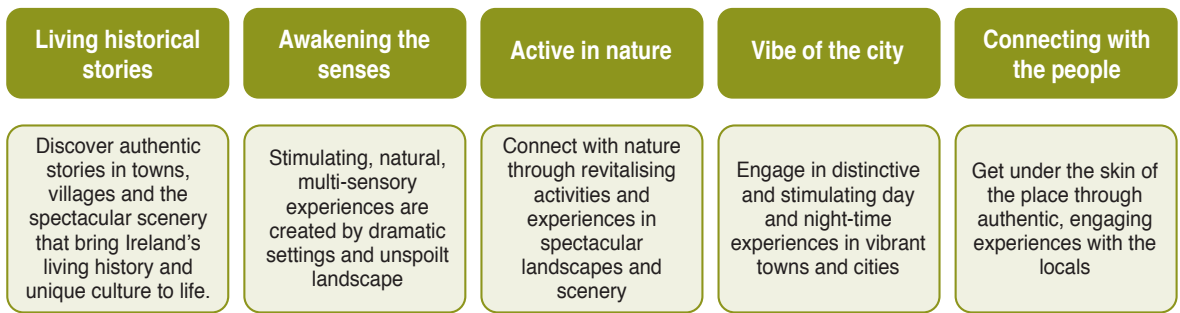 Living historical
stories
Awakening the
senses
Active in nature
Vibe of the city
Connecting with
the people
Discover authentic
stories in towns,
villages and the
spectacular scenery
that bring Ireland's
living history and
unique culture to life.
Stimulating, natural,
multi-sensory
experiences are
created by dramatic
settings and unspoilt
landscape
Connect with nature
through revitalising
activities and
experiences in
spectacular
landscapes and
scenery
Engage in distinctive
and stimulating day
and night-time
experiences in vibrant
towns and cities
Get under the skin of
the place through
authentic, engaging
experiences with the
locals